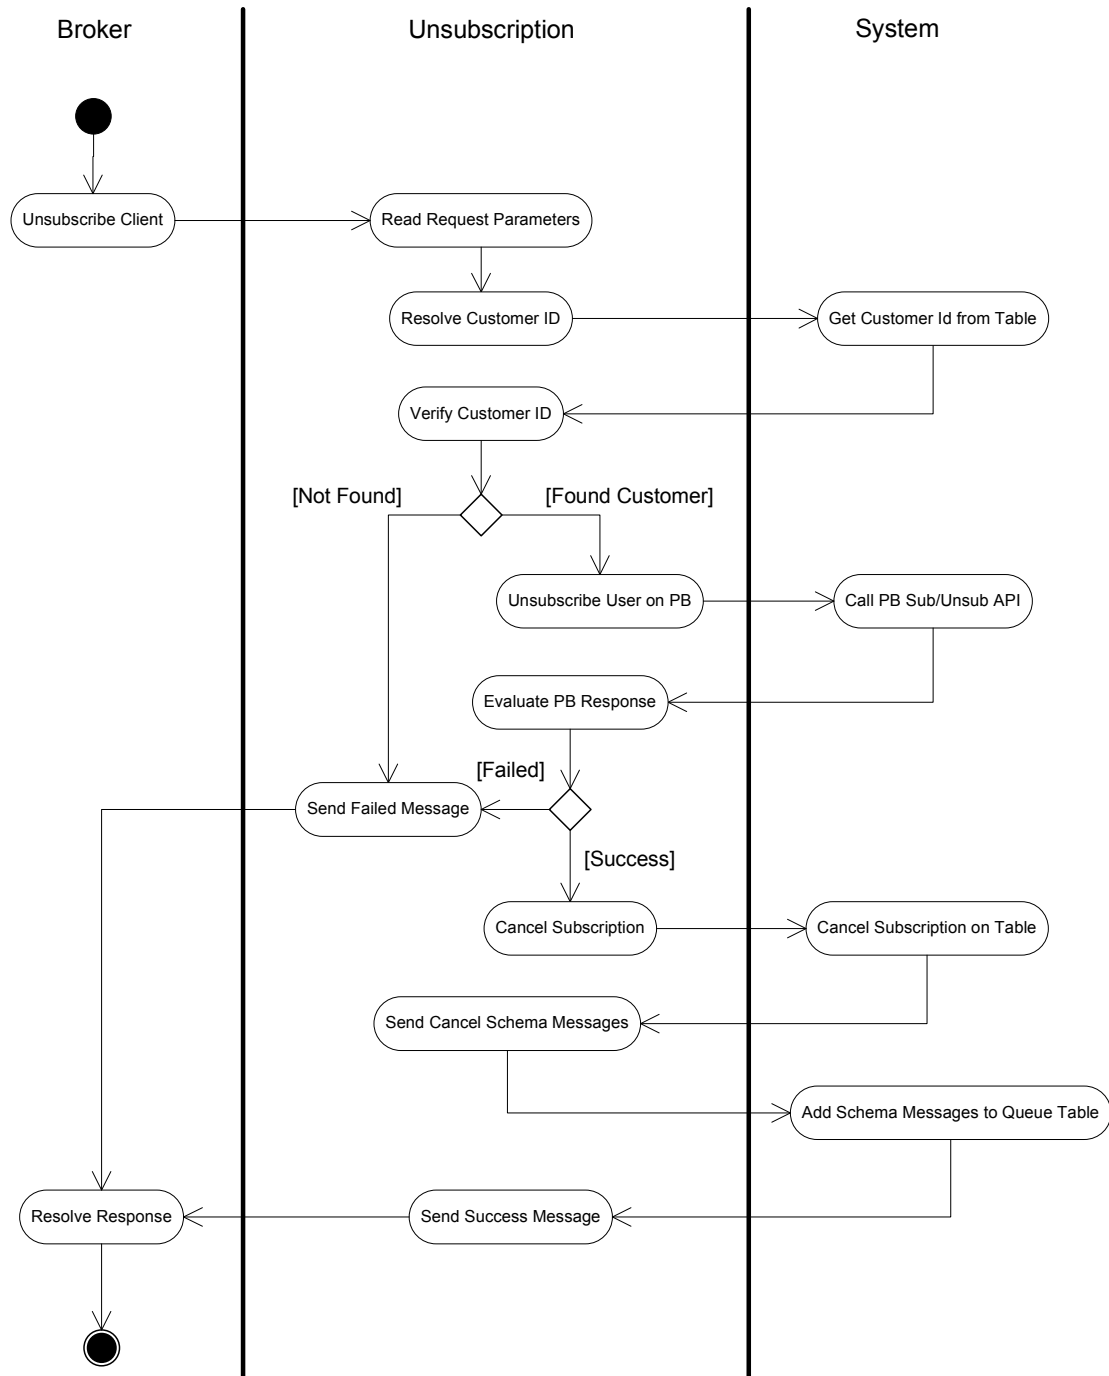 Broker
Unsubscription
System
Unsubscribe Client
Read Request Parameters
Resolve Customer ID
Get Customer Id from Table
Verify Customer ID
[Not Found]
[Found Customer]
Unsubscribe User on PB
Call PB Sub/Unsub API
Evaluate PB Response
[Failed]
Send Failed Message
[Success]
Cancel Subscription
Cancel Subscription on Table
Send Cancel Schema Messages
Add Schema Messages to Queue Table
Resolve Response
Send Success Message